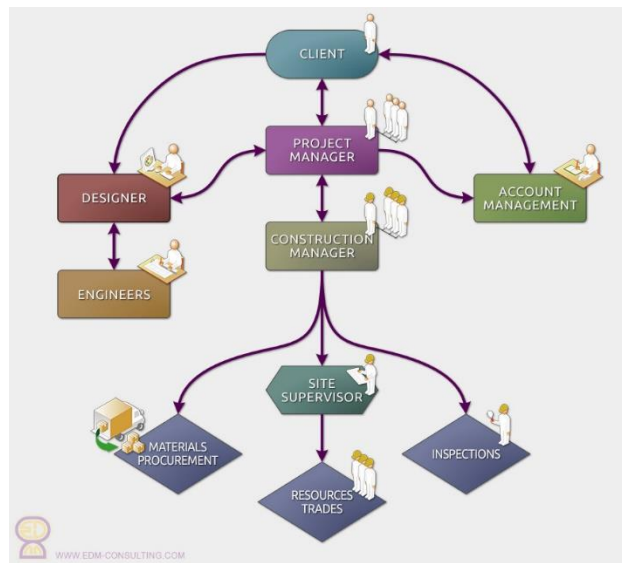 CLIENT
PROJECT
MANAGER
DESIGNER
ACCOUNT
MANAGEMENT
CONSTRUCTION
MANAGER
ENGINEERS
SITE
SUPERVISOR
MATERIALS
PROCUREMENT
INSPECTIONS
RESOURCES
TRADES
WWW.EDM-CONSULTING.COM